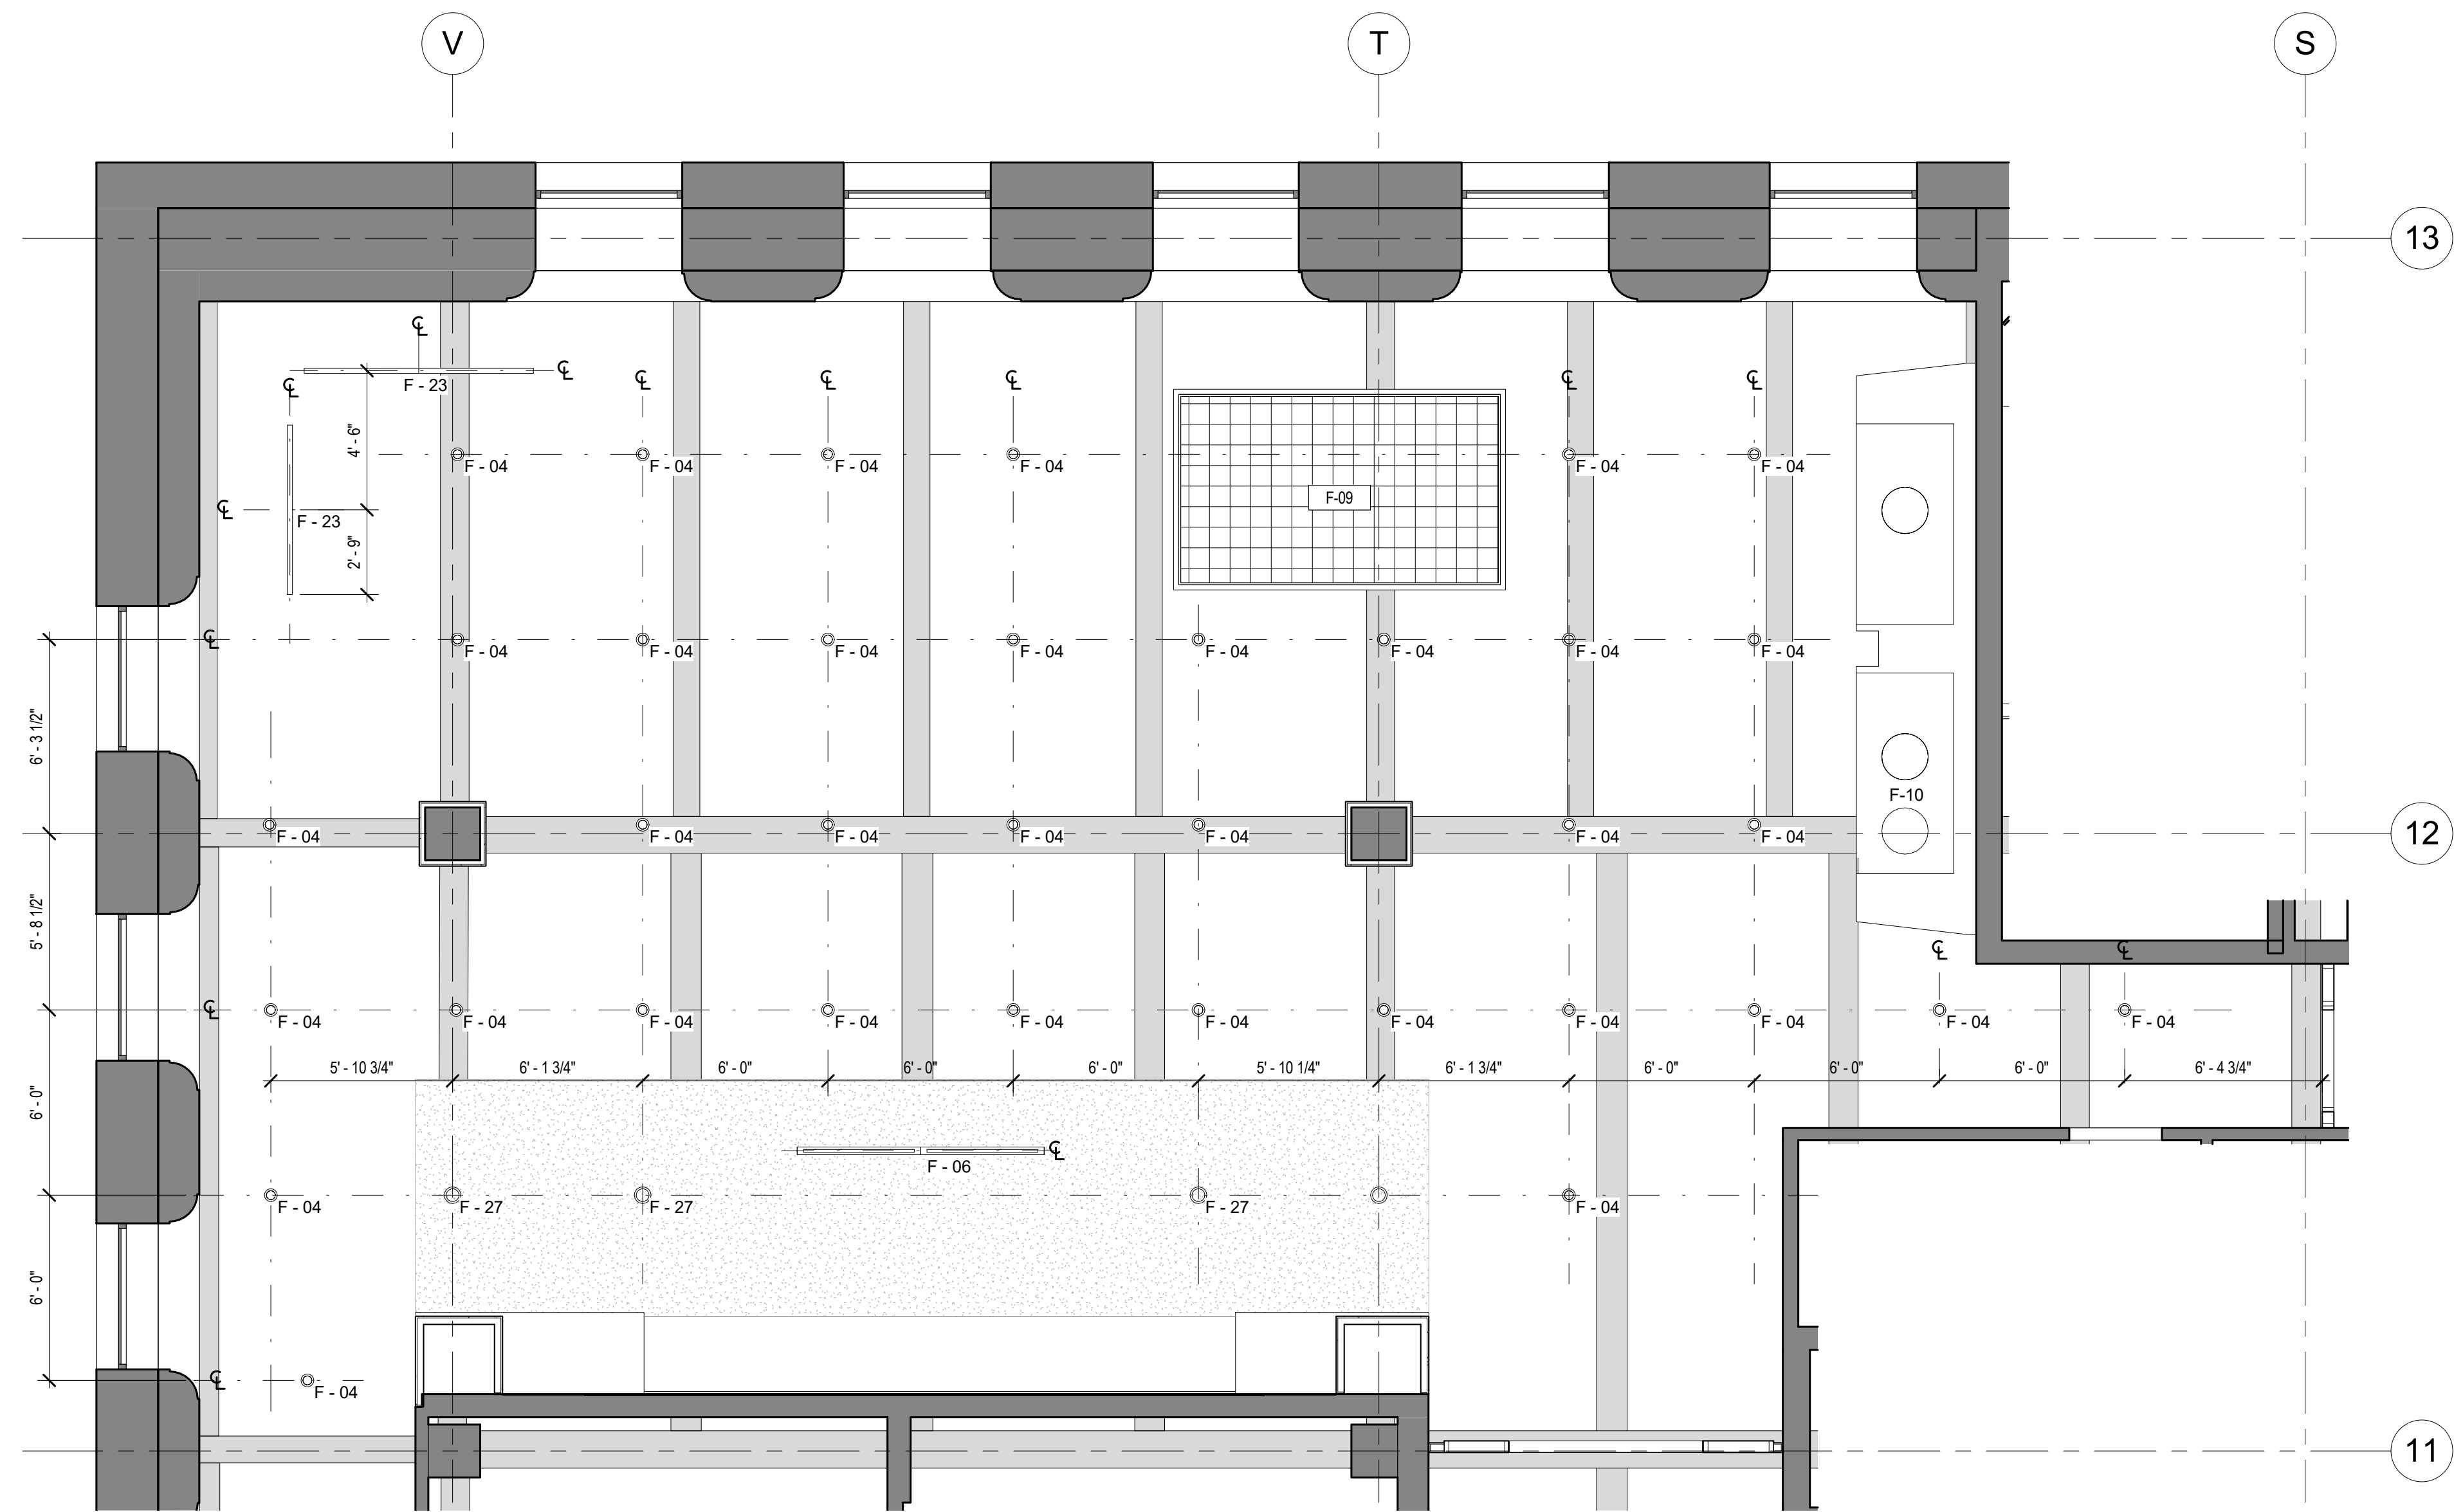 V
T
S
13
℄
℄
F - 23
℄
℄
℄
℄
℄
℄
4' - 6"
F - 04
F - 04
F - 04
F - 04
F - 04
F - 04
F-09
℄
F - 23
2' - 9"
℄
F - 04
F - 04
F - 04
F - 04
F - 04
F - 04
F - 04
F - 04
6' - 3 1/2"
F-10
F - 04
F - 04
F - 04
F - 04
F - 04
F - 04
F - 04
12
5' - 8 1/2"
℄
℄
℄
F - 04
F - 04
F - 04
F - 04
F - 04
F - 04
F - 04
F - 04
F - 04
F - 04
F - 04
5' - 10 3/4"
6' - 1 3/4"
6' - 0"
6' - 0"
6' - 0"
5' - 10 1/4"
6' - 1 3/4"
6' - 0"
6' - 0"
6' - 0"
6' - 4 3/4"
6' - 0"
℄
F - 06
F - 04
F - 27
F - 27
F - 27
F - 04
6' - 0"
℄
F - 04
11